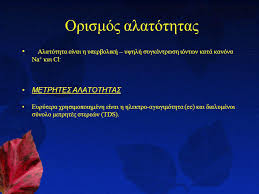 Ορισμός αλατότητας
• Αλατότητα είναι η υπερβολική – υψηλή συγκέντρωση ιόντων κατά κανόνα
Na⁺ και Cl⁻
• ΜΕΤΡΗΤΕΣ ΑΛΑΤΟΤΗΤΑΣ
• Ευρύτερα χρησιμοποιημένη είναι η ηλεκτρο-αγωγιμότητα (ec) και διαλυμένοι
σύνολο μετρητές στερεών (TDS).